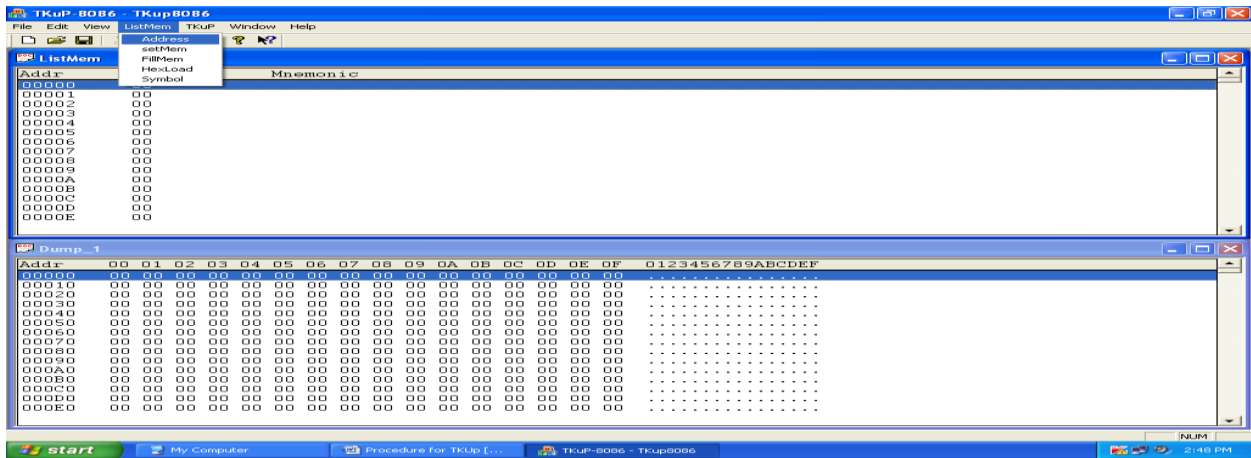 TKuP-8086 - TKup8086
File Edit View ListMem TKuP Window Help
Address
setMem
FillMem
HexLoad
Symbol
ListMem
Addr Mnemonic
00000 00
00001 00
00002 00
00003 00
00004 00
00005 00
00006 00
00007 00
00008 00
00009 00
0000A 00
0000B 00
0000C 00
0000D 00
0000E 00
Dump_1
Addr 00 01 02 03 04 05 06 07 08 09 0A 0B 0C 0D 0E 0F 0123456789ABCDEF
00000 00 00 00 00 00 00 00 00 00 00 00 00 00 00 00 00 ................
00010 00 00 00 00 00 00 00 00 00 00 00 00 00 00 00 00 ................
00020 00 00 00 00 00 00 00 00 00 00 00 00 00 00 00 00 ................
00030 00 00 00 00 00 00 00 00 00 00 00 00 00 00 00 00 ................
00040 00 00 00 00 00 00 00 00 00 00 00 00 00 00 00 00 ................
00050 00 00 00 00 00 00 00 00 00 00 00 00 00 00 00 00 ................
00060 00 00 00 00 00 00 00 00 00 00 00 00 00 00 00 00 ................
00070 00 00 00 00 00 00 00 00 00 00 00 00 00 00 00 00 ................
00080 00 00 00 00 00 00 00 00 00 00 00 00 00 00 00 00 ................
00090 00 00 00 00 00 00 00 00 00 00 00 00 00 00 00 00 ................
000A0 00 00 00 00 00 00 00 00 00 00 00 00 00 00 00 00 ................
000B0 00 00 00 00 00 00 00 00 00 00 00 00 00 00 00 00 ................
000C0 00 00 00 00 00 00 00 00 00 00 00 00 00 00 00 00 ................
000D0 00 00 00 00 00 00 00 00 00 00 00 00 00 00 00 00 ................
000E0 00 00 00 00 00 00 00 00 00 00 00 00 00 00 00 00 ................
NUM
start My Computer Procedure for TKUp [... TKuP-8086 - TKup8086 2:48 PM